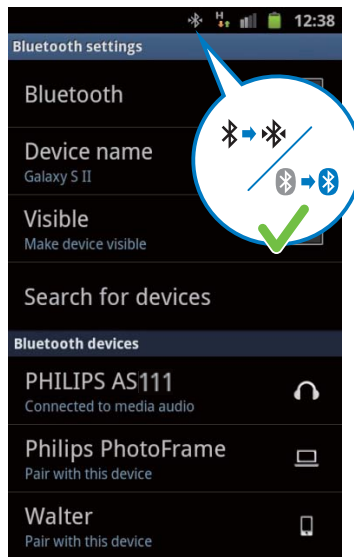 H 12:38
Bluetooth settings
Bluetooth
Device name
Galaxy S II
Visible
Make device visible
Search for devices
Bluetooth devices
PHILIPS AS111
Connected to media audio
Philips PhotoFrame
Pair with this device
Walter
Pair with this device